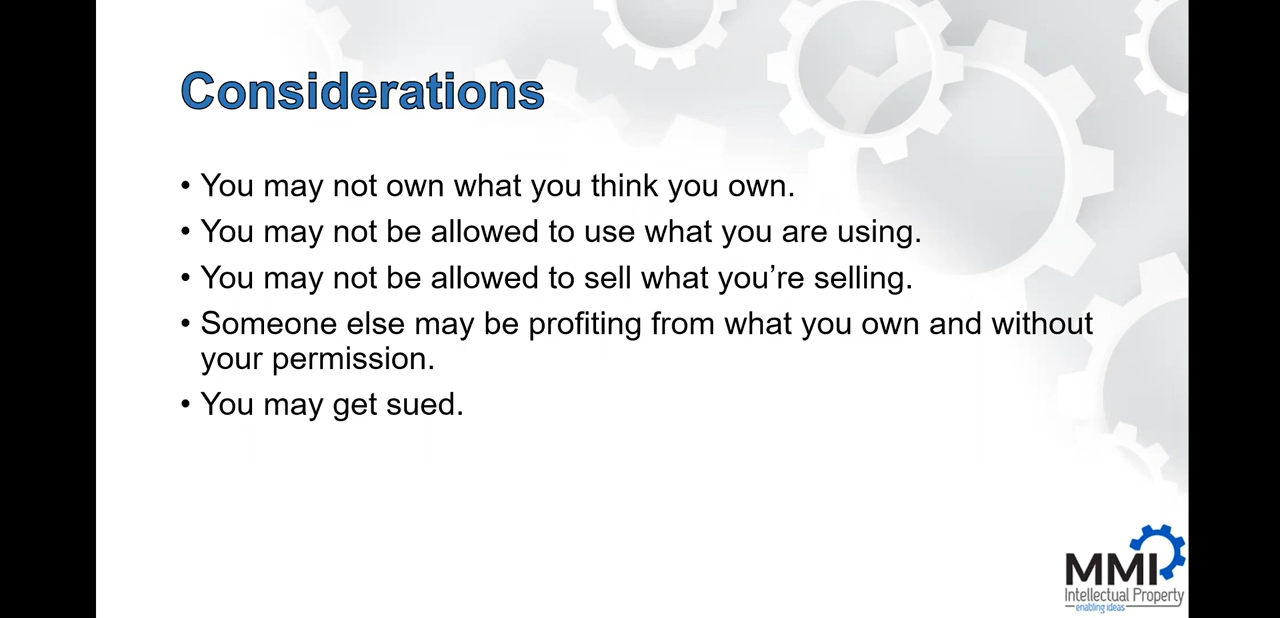 Considerations
• You may not own what you think you own.
• You may not be allowed to use what you are using.
• You may not be allowed to sell what you’re selling.
• Someone else may be profiting from what you own and without
your permission.
• You may get sued.
MMI
Intellectual Property
enabling ideas